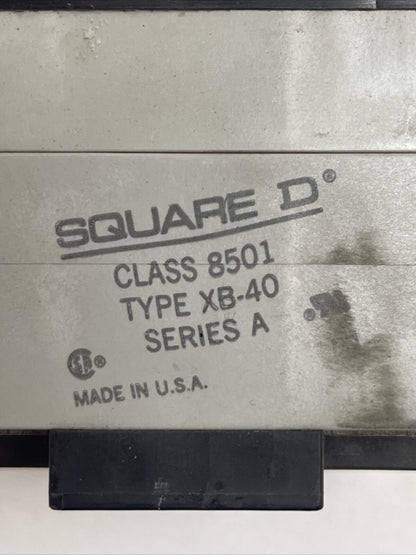 SQUARE D®
CLASS 8501
TYPE XB-40
SERIES A
MADE IN U.S.A.